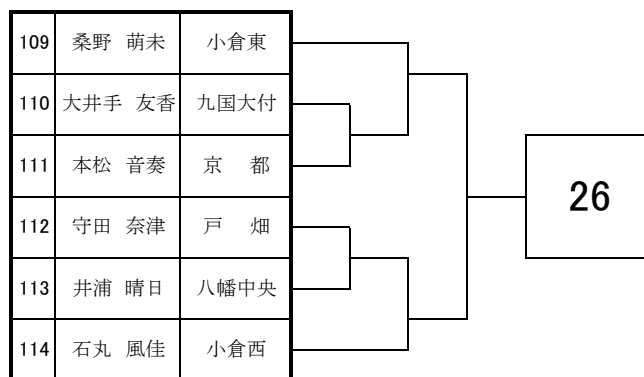 109 桑野 萌未 小倉東
110 大井手 友香 九国大付
111 本松 音奏 京 都
112 守田 奈津 戸 畑
113 井浦 晴日 八幡中央
114 石丸 風佳 小倉西
26